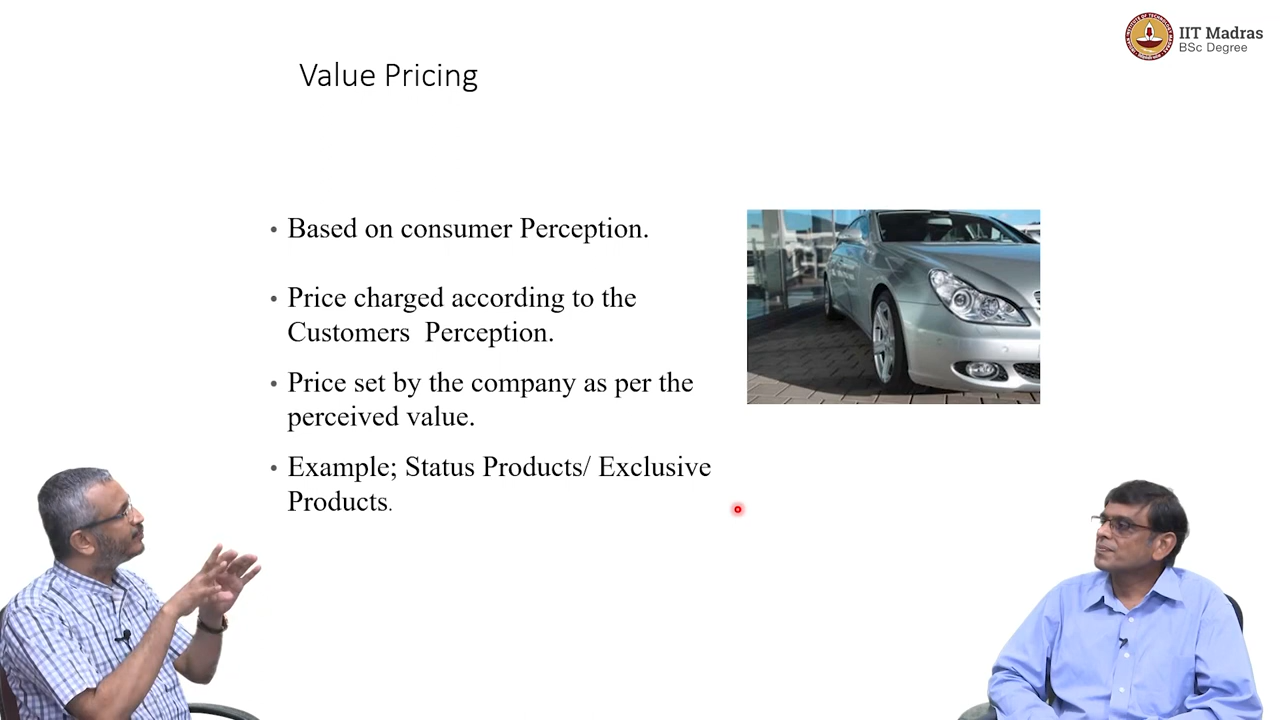 IIT Madras
BSc Degree
Value Pricing
• Based on consumer Perception.
• Price charged according to the
Customers  Perception.
• Price set by the company as per the
perceived value.
• Example; Status Products/ Exclusive
Products.